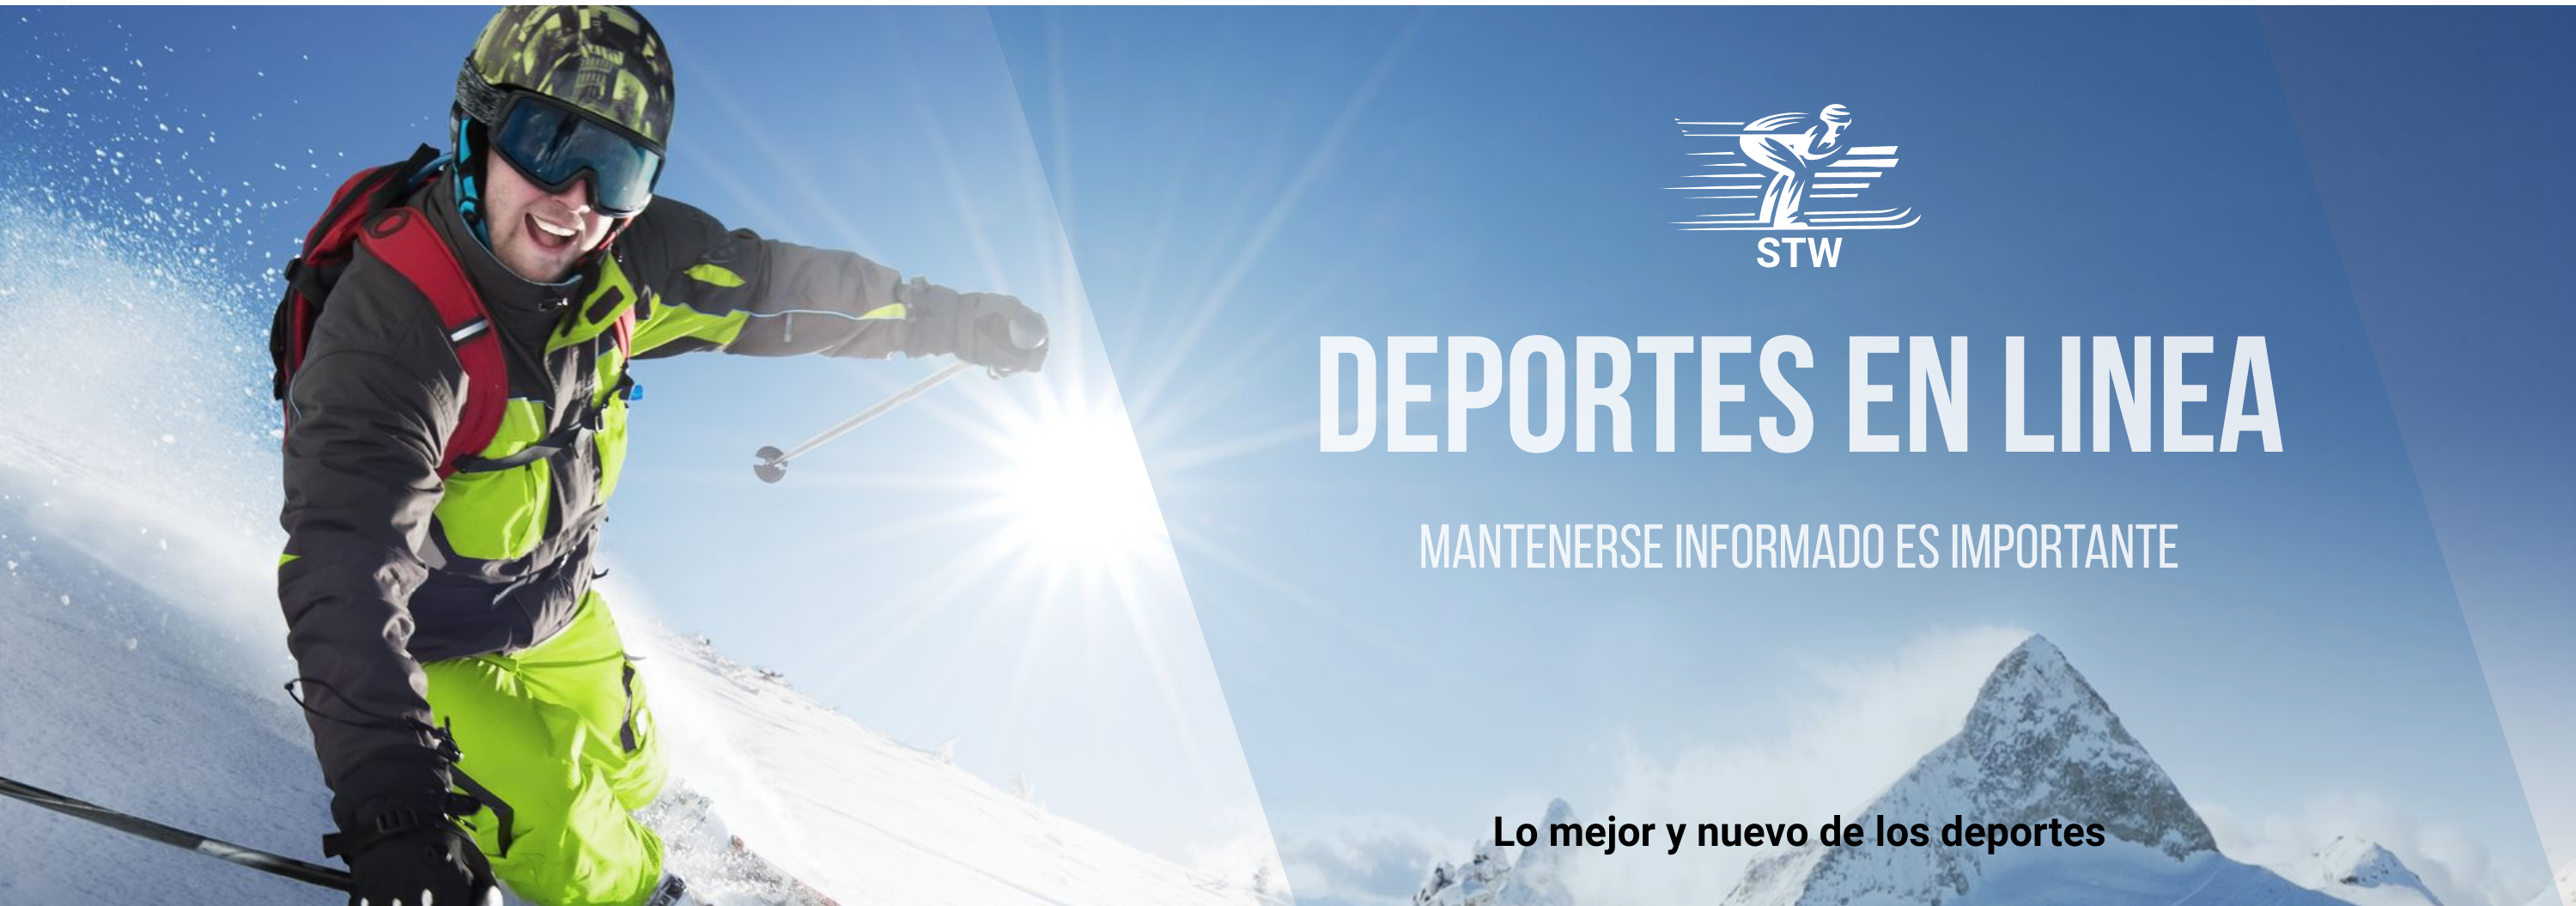 STW
DEPORTES EN LINEA
MANTENERSE INFORMADO ES IMPORTANTE
Lo mejor y nuevo de los deportes